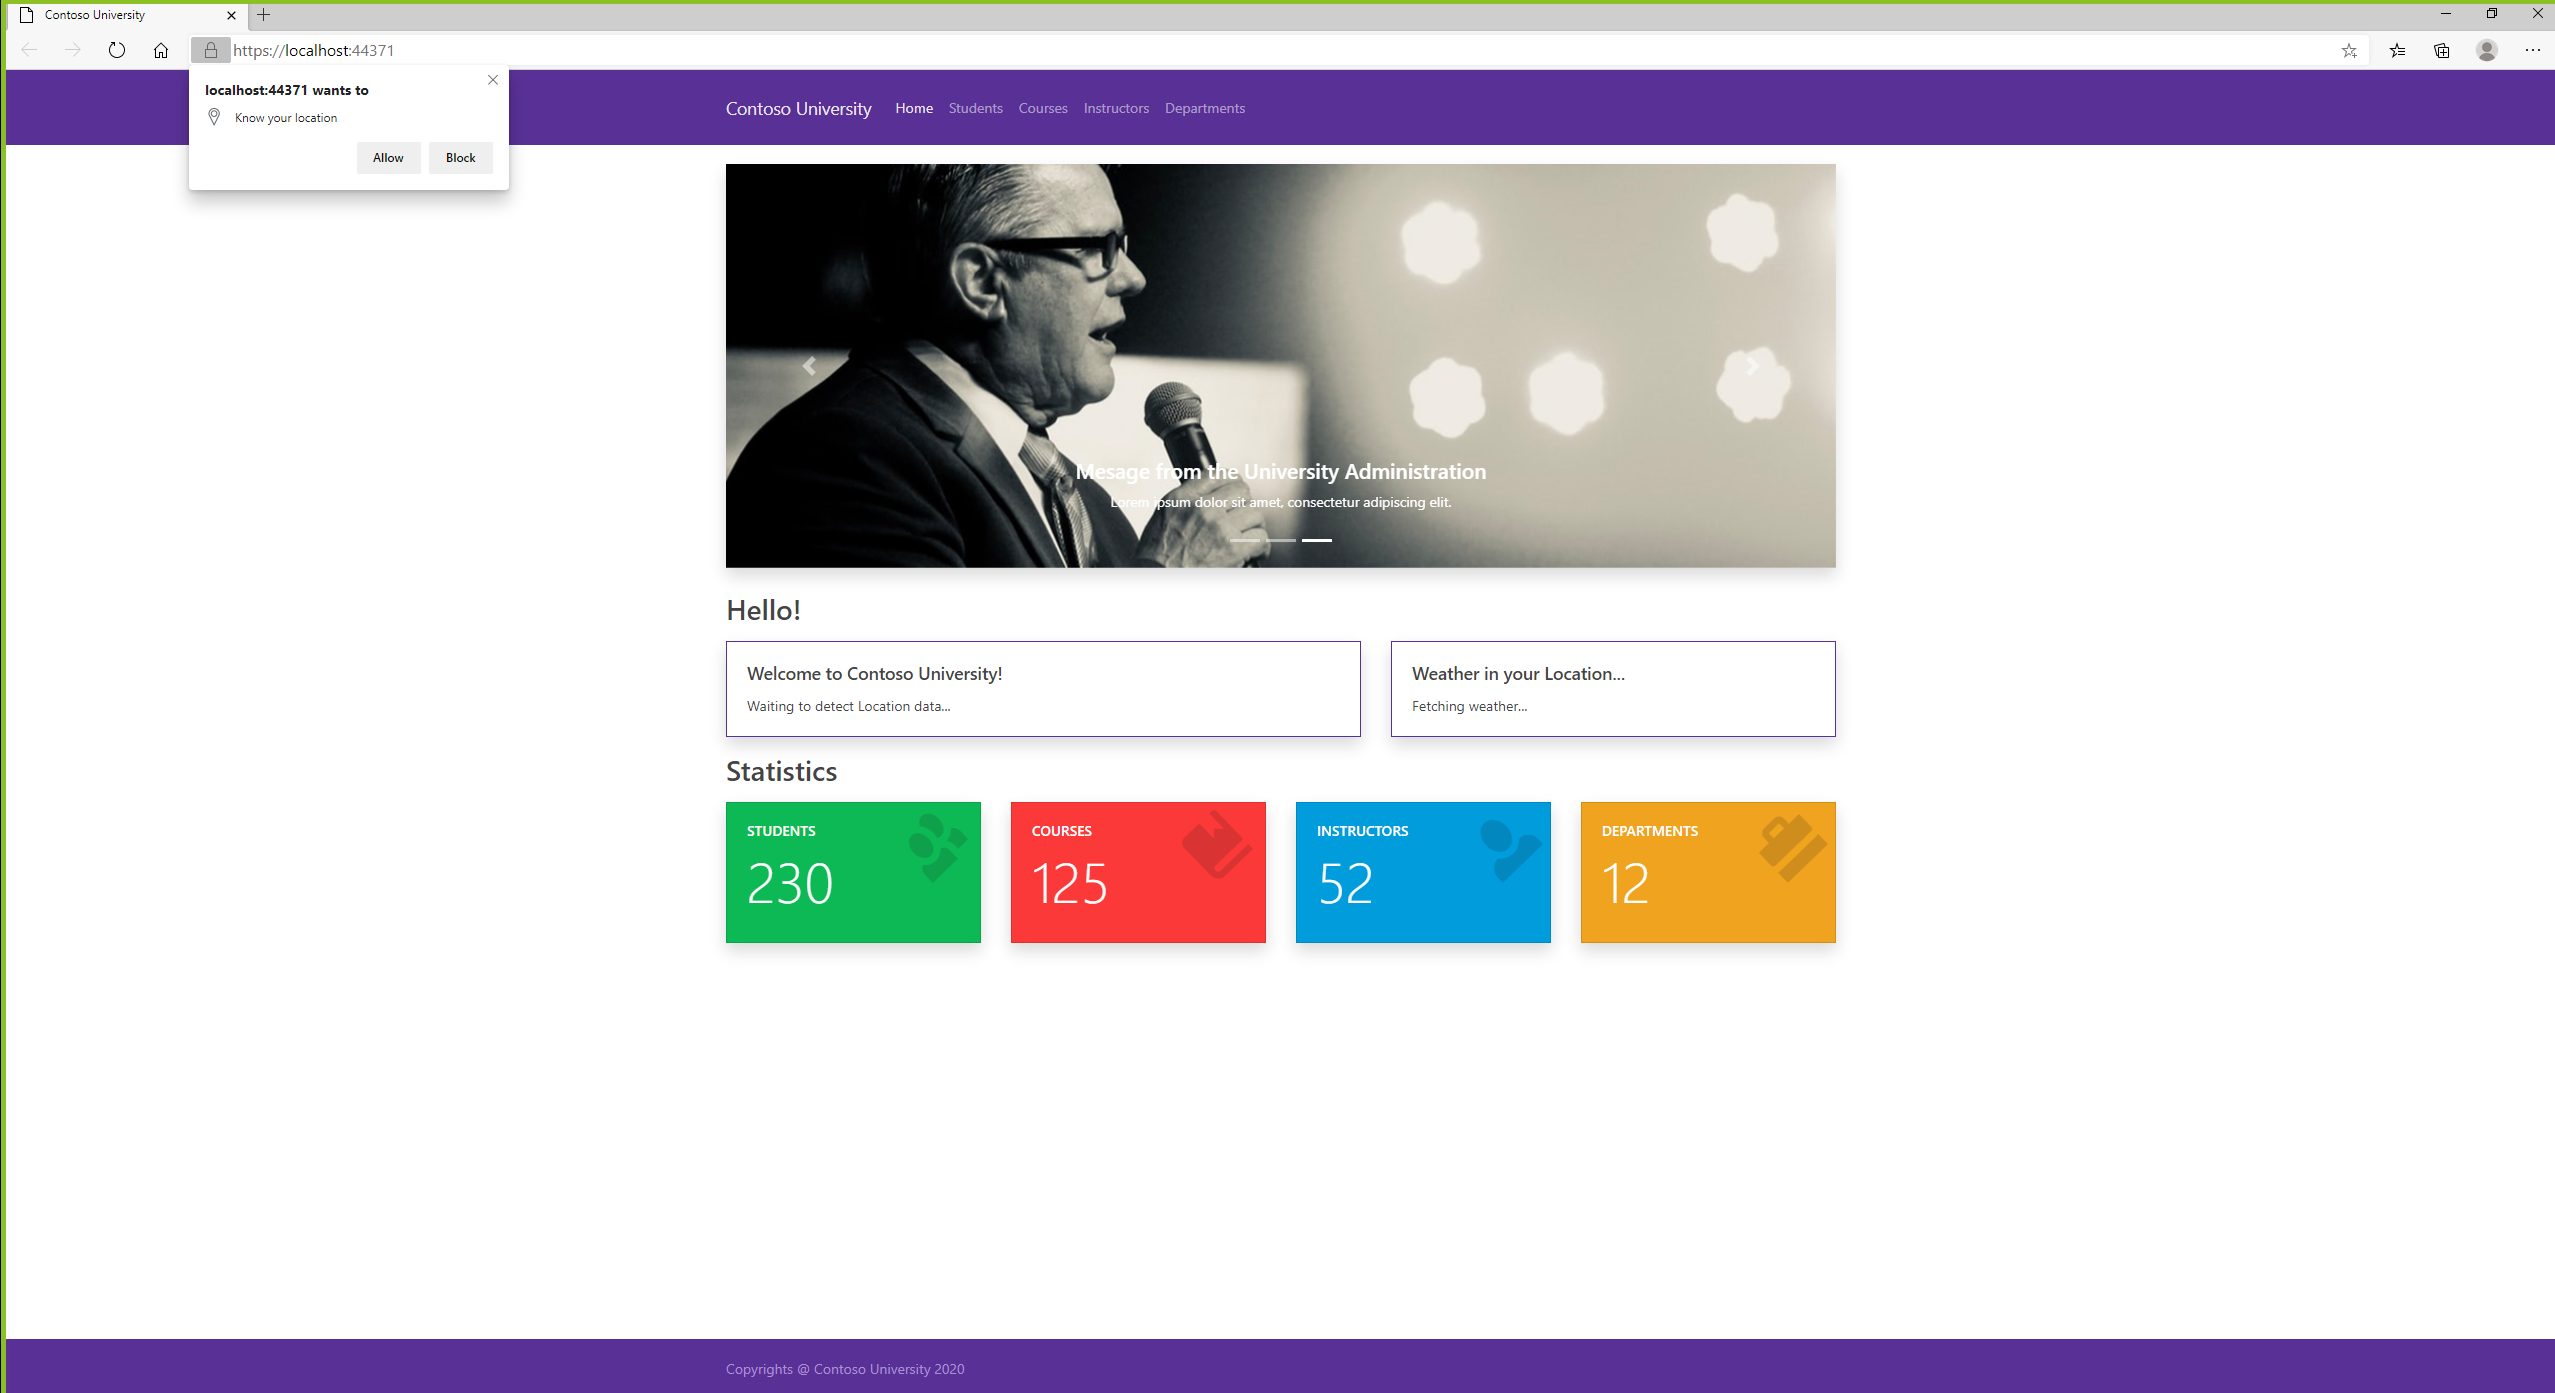 Contoso University
https://localhost:44371
localhost:44371 wants to
Know your location
Allow Block
Contoso University Home Students Courses Instructors Departments
Mesage from the University Administration
Lorem ipsum dolor sit amet, consectetur adipiscing elit.
Hello!
Welcome to Contoso University!
Waiting to detect Location data...
Weather in your Location...
Fetching weather...
Statistics
STUDENTS
230
COURSES
125
INSTRUCTORS
52
DEPARTMENTS
12
Copyrights @ Contoso University 2020